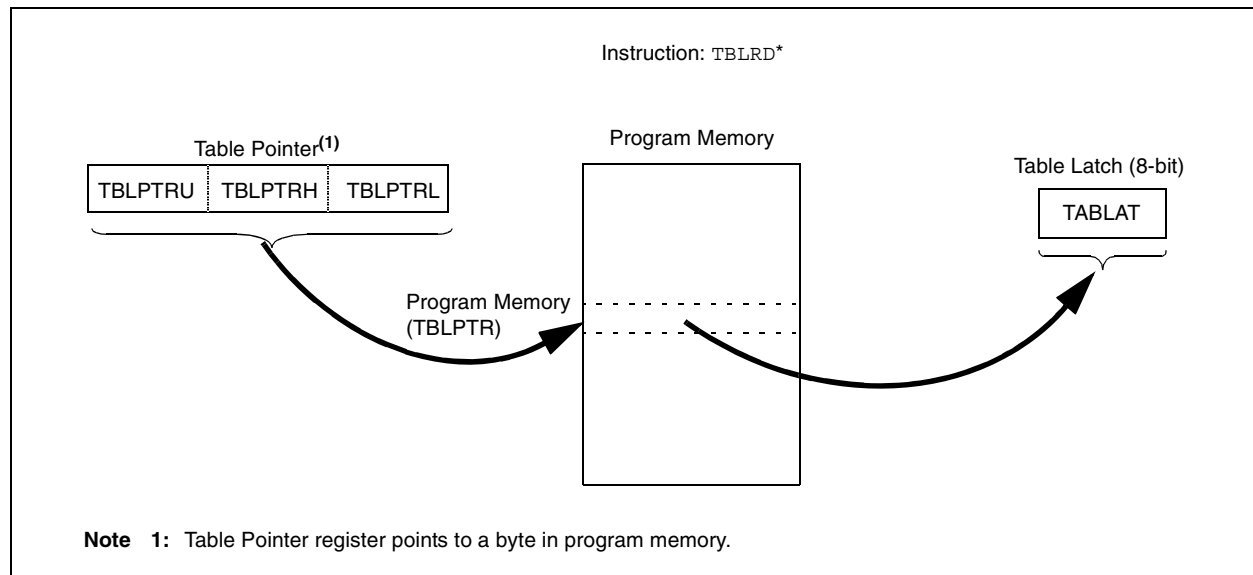 Instruction: TBLRD*
Table Pointer(1)
TBLPTRU TBLPTRH TBLPTRL
Program Memory
Table Latch (8-bit)
TABLAT
Program Memory
(TBLPTR)
Note 1: Table Pointer register points to a byte in program memory.